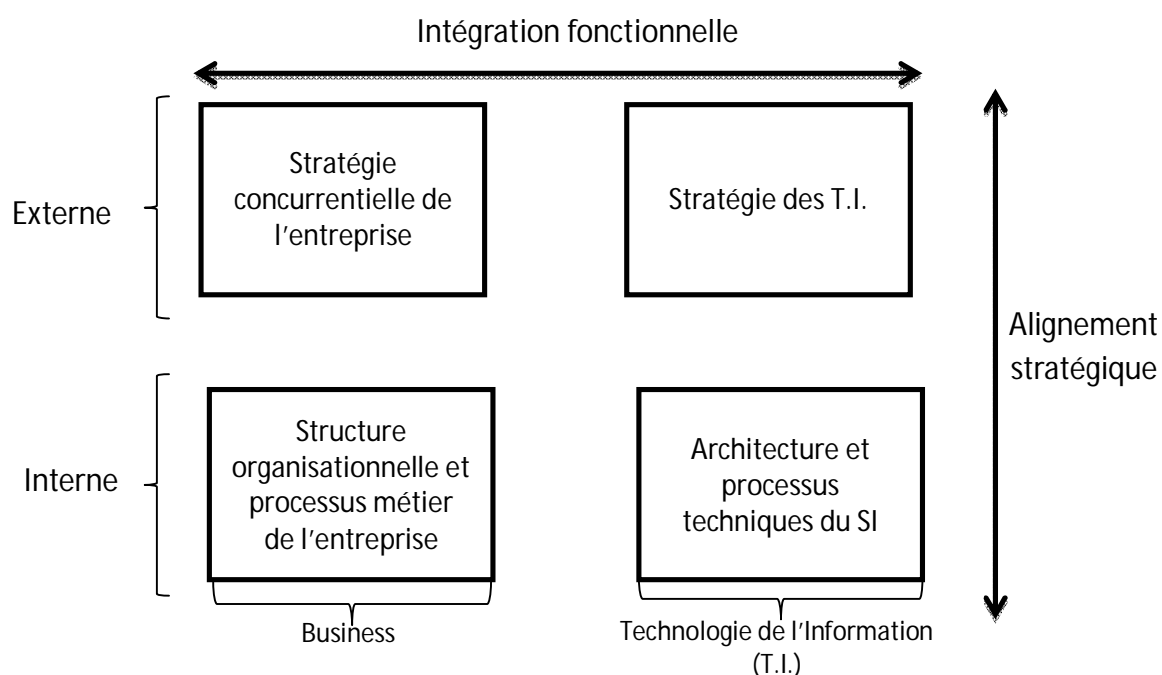 Intégration fonctionnelle
Externe
Stratégie
concurrentielle de
l'entreprise
Stratégie des T.I.
Alignement
stratégique
Interne
Structure
organisationnelle et
processus métier
de l'entreprise
Architecture et
processus
techniques du SI
Business
Technologie de l'Information
(T.I.)